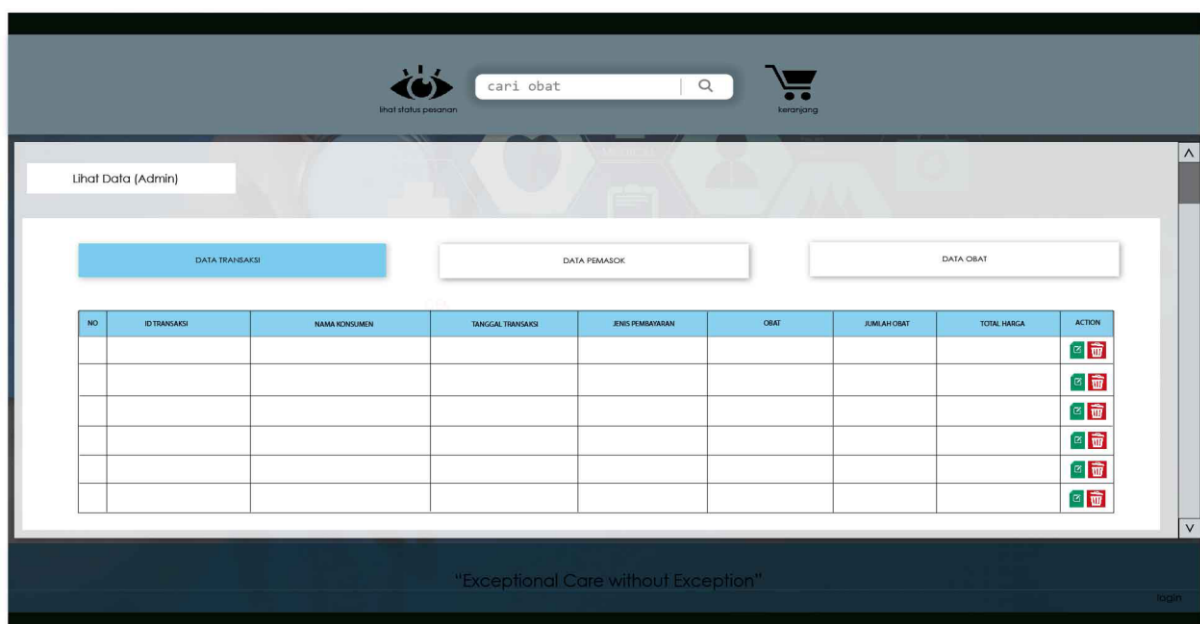 cari obat
lihat status pesanan
keranjang
Lihat Data (Admin)
DATA TRANSAKSI
DATA PEMASOK
DATA OBAT
NO ID TRANSAKSI NAMA KONSUMEN TANGGAL TRANSAKSI JENIS PEMBAYARAN OBAT JUMLAH OBAT TOTAL HARGA ACTION
"Exceptional Care without Exception"
login